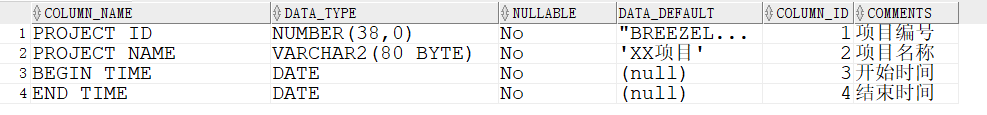 COLUMN_NAME DATA_TYPE NULLABLE DATA_DEFAULT COLUMN_ID COMMENTS
1 PROJECT ID NUMBER(38,0) No "BREEZEL... 1 项目编号
2 PROJECT NAME VARCHAR2(80 BYTE) No 'XX项目' 2 项目名称
3 BEGIN TIME DATE No (null) 3 开始时间
4 END TIME DATE No (null) 4 结束时间